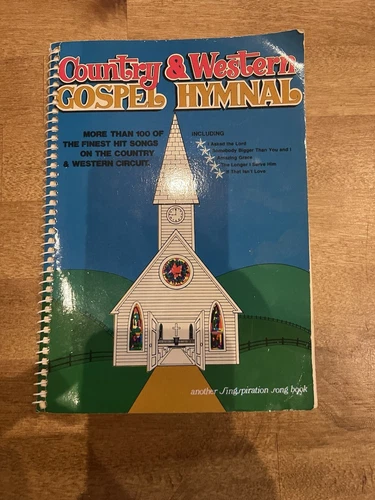 Country & Western
GOSPEL HYMNAL
MORE THAN 100 OF
THE FINEST HIT SONGS
ON THE COUNTRY
& WESTERN CIRCUIT.
INCLUDING
I Asked the Lord
Somebody Bigger Than You and I
Amazing Grace
The Longer I Serve Him
If That Isn't Love
another Singspiration song book